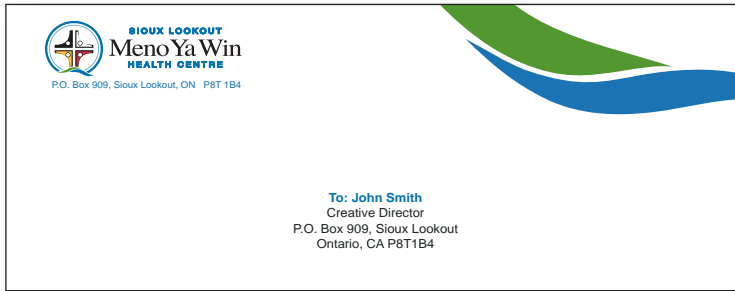 SIOUX LOOKOUT
Meno Ya Win
HEALTH CENTRE
P.O. Box 909, Sioux Lookout, ON P8T 1B4
To: John Smith
Creative Director
P.O. Box 909, Sioux Lookout
Ontario, CA P8T1B4